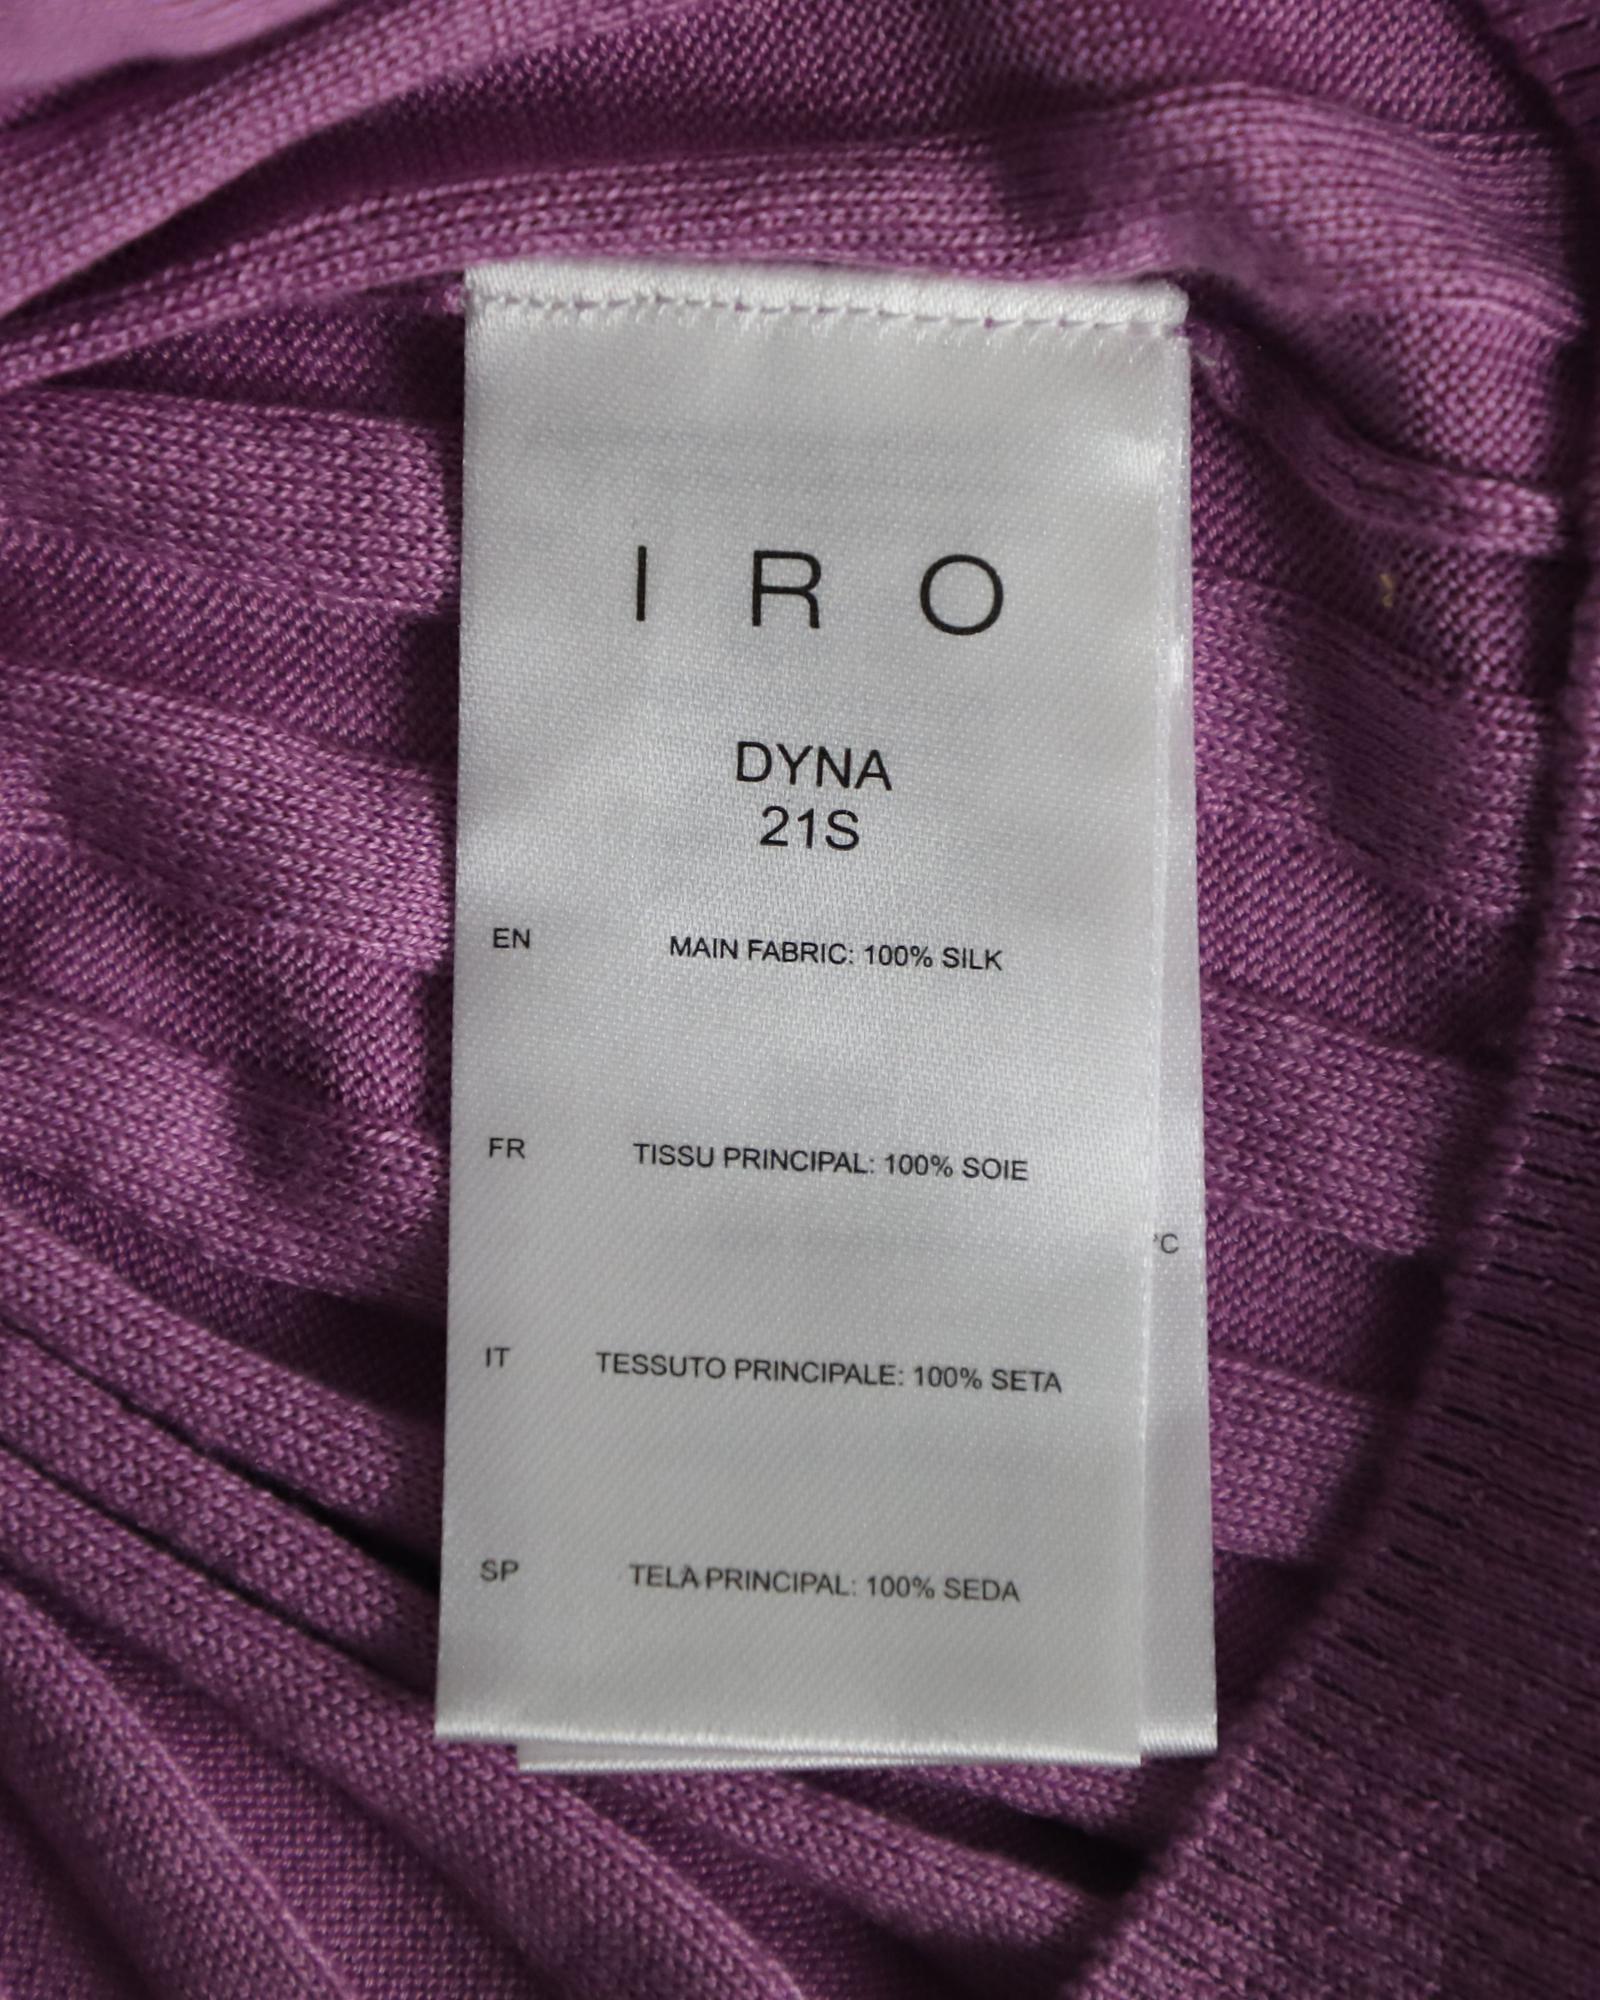 I R O
DYNA
21S
EN MAIN FABRIC: 100% SILK
FR TISSU PRINCIPAL: 100% SOIE
°C
IT TESSUTO PRINCIPALE: 100% SETA
SP TELA PRINCIPAL: 100% SEDA